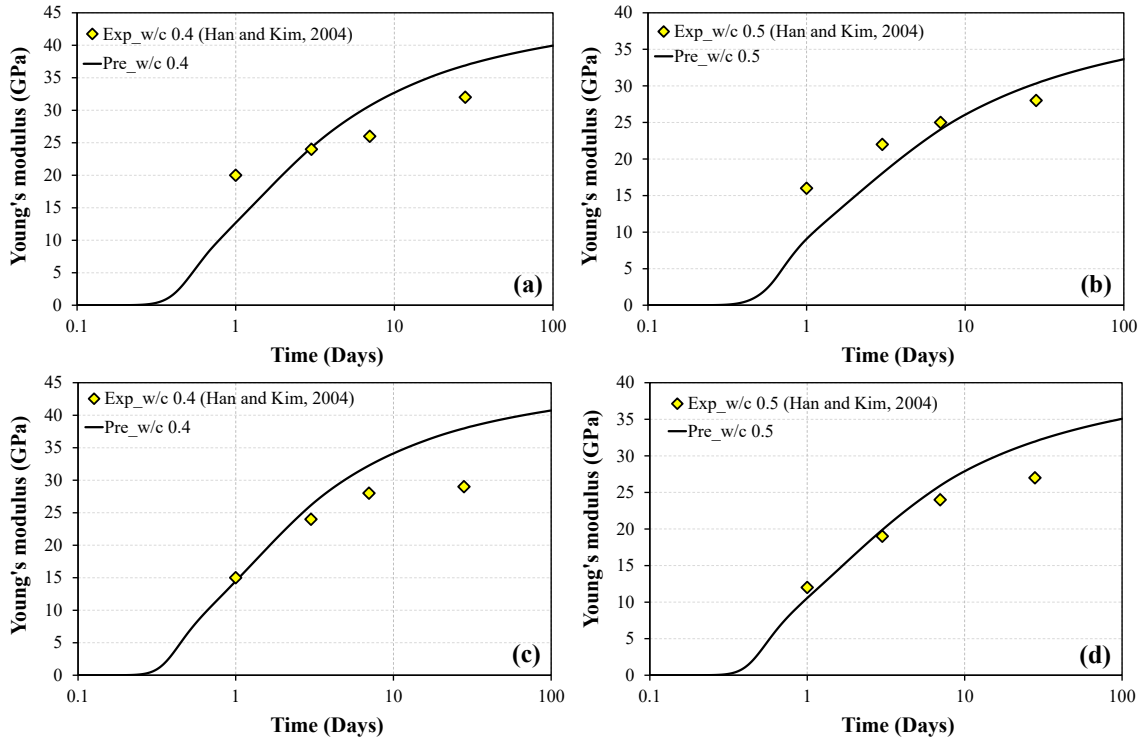 45
40
35
30
25
20
15
10
5
0
Young's modulus (GPa)
Exp_w/c 0.4 (Han and Kim, 2004)
Pre_w/c 0.4
(a)
0.1 1 10 100
Time (Days)
40
35
30
25
20
15
10
5
0
Young's modulus (GPa)
Exp_w/c 0.5 (Han and Kim, 2004)
Pre_w/c 0.5
(b)
0.1 1 10 100
Time (Days)
45
40
35
30
25
20
15
10
5
0
Young's modulus (GPa)
Exp_w/c 0.4 (Han and Kim, 2004)
Pre_w/c 0.4
(c)
0.1 1 10 100
Time (Days)
40
35
30
25
20
15
10
5
0
Young's modulus (GPa)
Exp_w/c 0.5 (Han and Kim, 2004)
Pre_w/c 0.5
(d)
0.1 1 10 100
Time (Days)